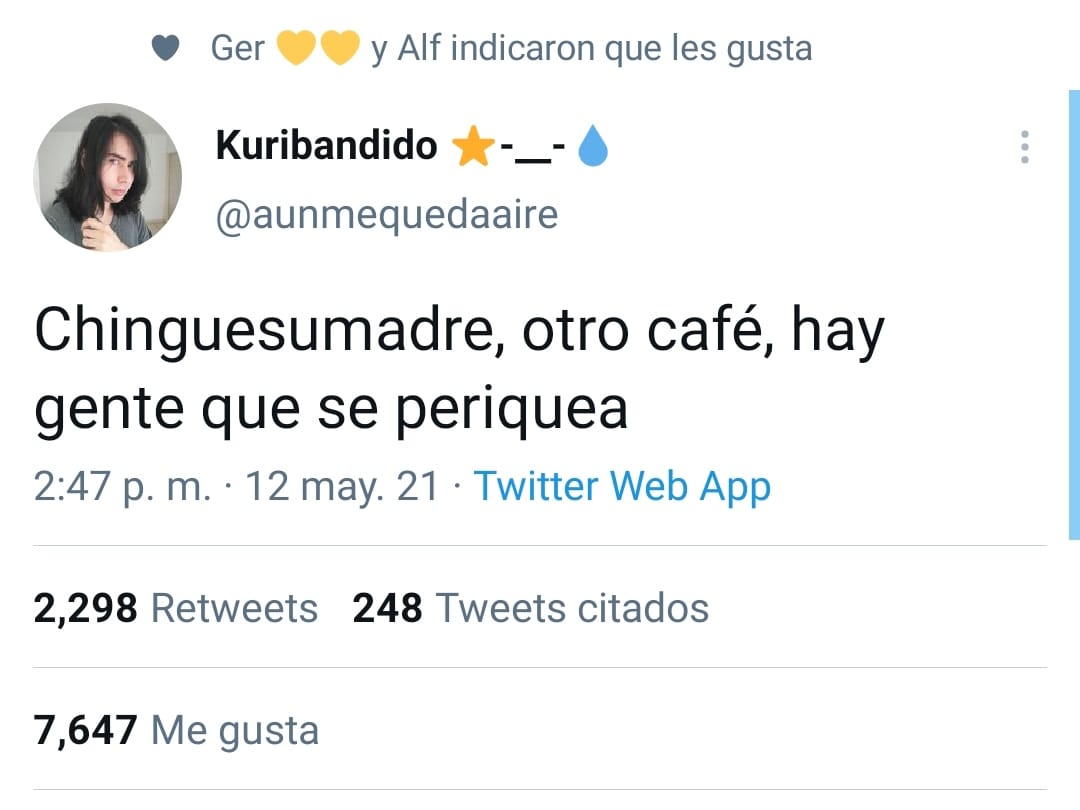 Ger 💛💛 y Alf indicaron que les gusta
Kuribandido ⭐-__-💧
@aunmequedaaire
Chinguesumadre, otro café, hay
gente que se periquea
2:47 p. m. · 12 may. 21 · Twitter Web App
2,298 Retweets 248 Tweets citados
7,647 Me gusta